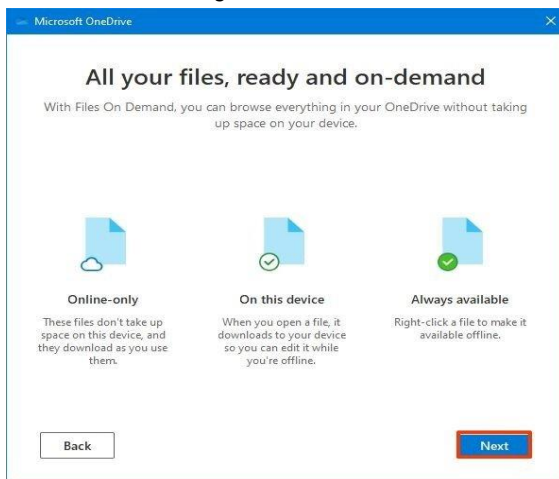 Microsoft OneDrive
All your files, ready and on-demand
With Files On Demand, you can browse everything in your OneDrive without taking
up space on your device.
Online-only
These files don't take up
space on this device, and
they download as you use
them.
On this device
When you open a file, it
downloads to your device
so you can edit it while
you're offline.
Always available
Right-click a file to make it
available offline.
Back
Next